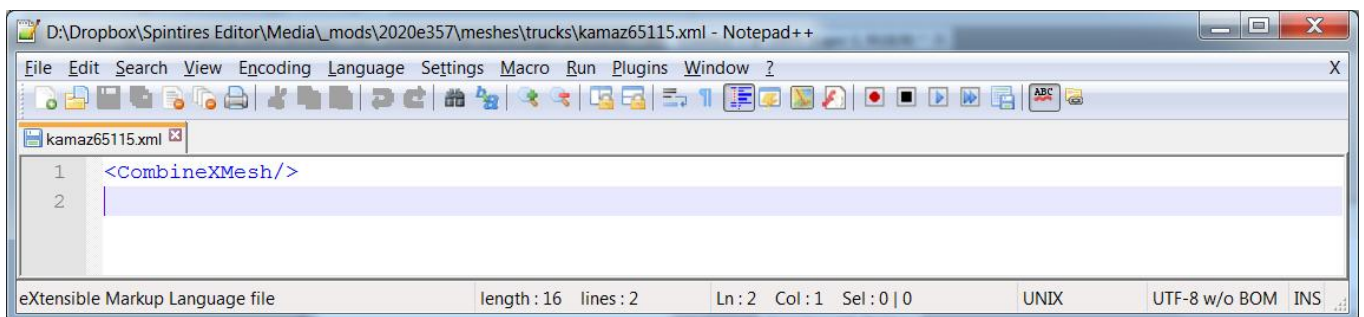 D:\Dropbox\Spintires Editor\Media\_mods\2020e357\meshes\trucks\kamaz65115.xml - Notepad++
File Edit Search View Encoding Language Settings Macro Run Plugins Window ? X
ABC
kamaz65115.xml
1 <CombineXMesh/>
2
eXtensible Markup Language file length : 16 lines : 2 Ln : 2 Col : 1 Sel : 0 | 0 UNIX UTF-8 w/o BOM INS